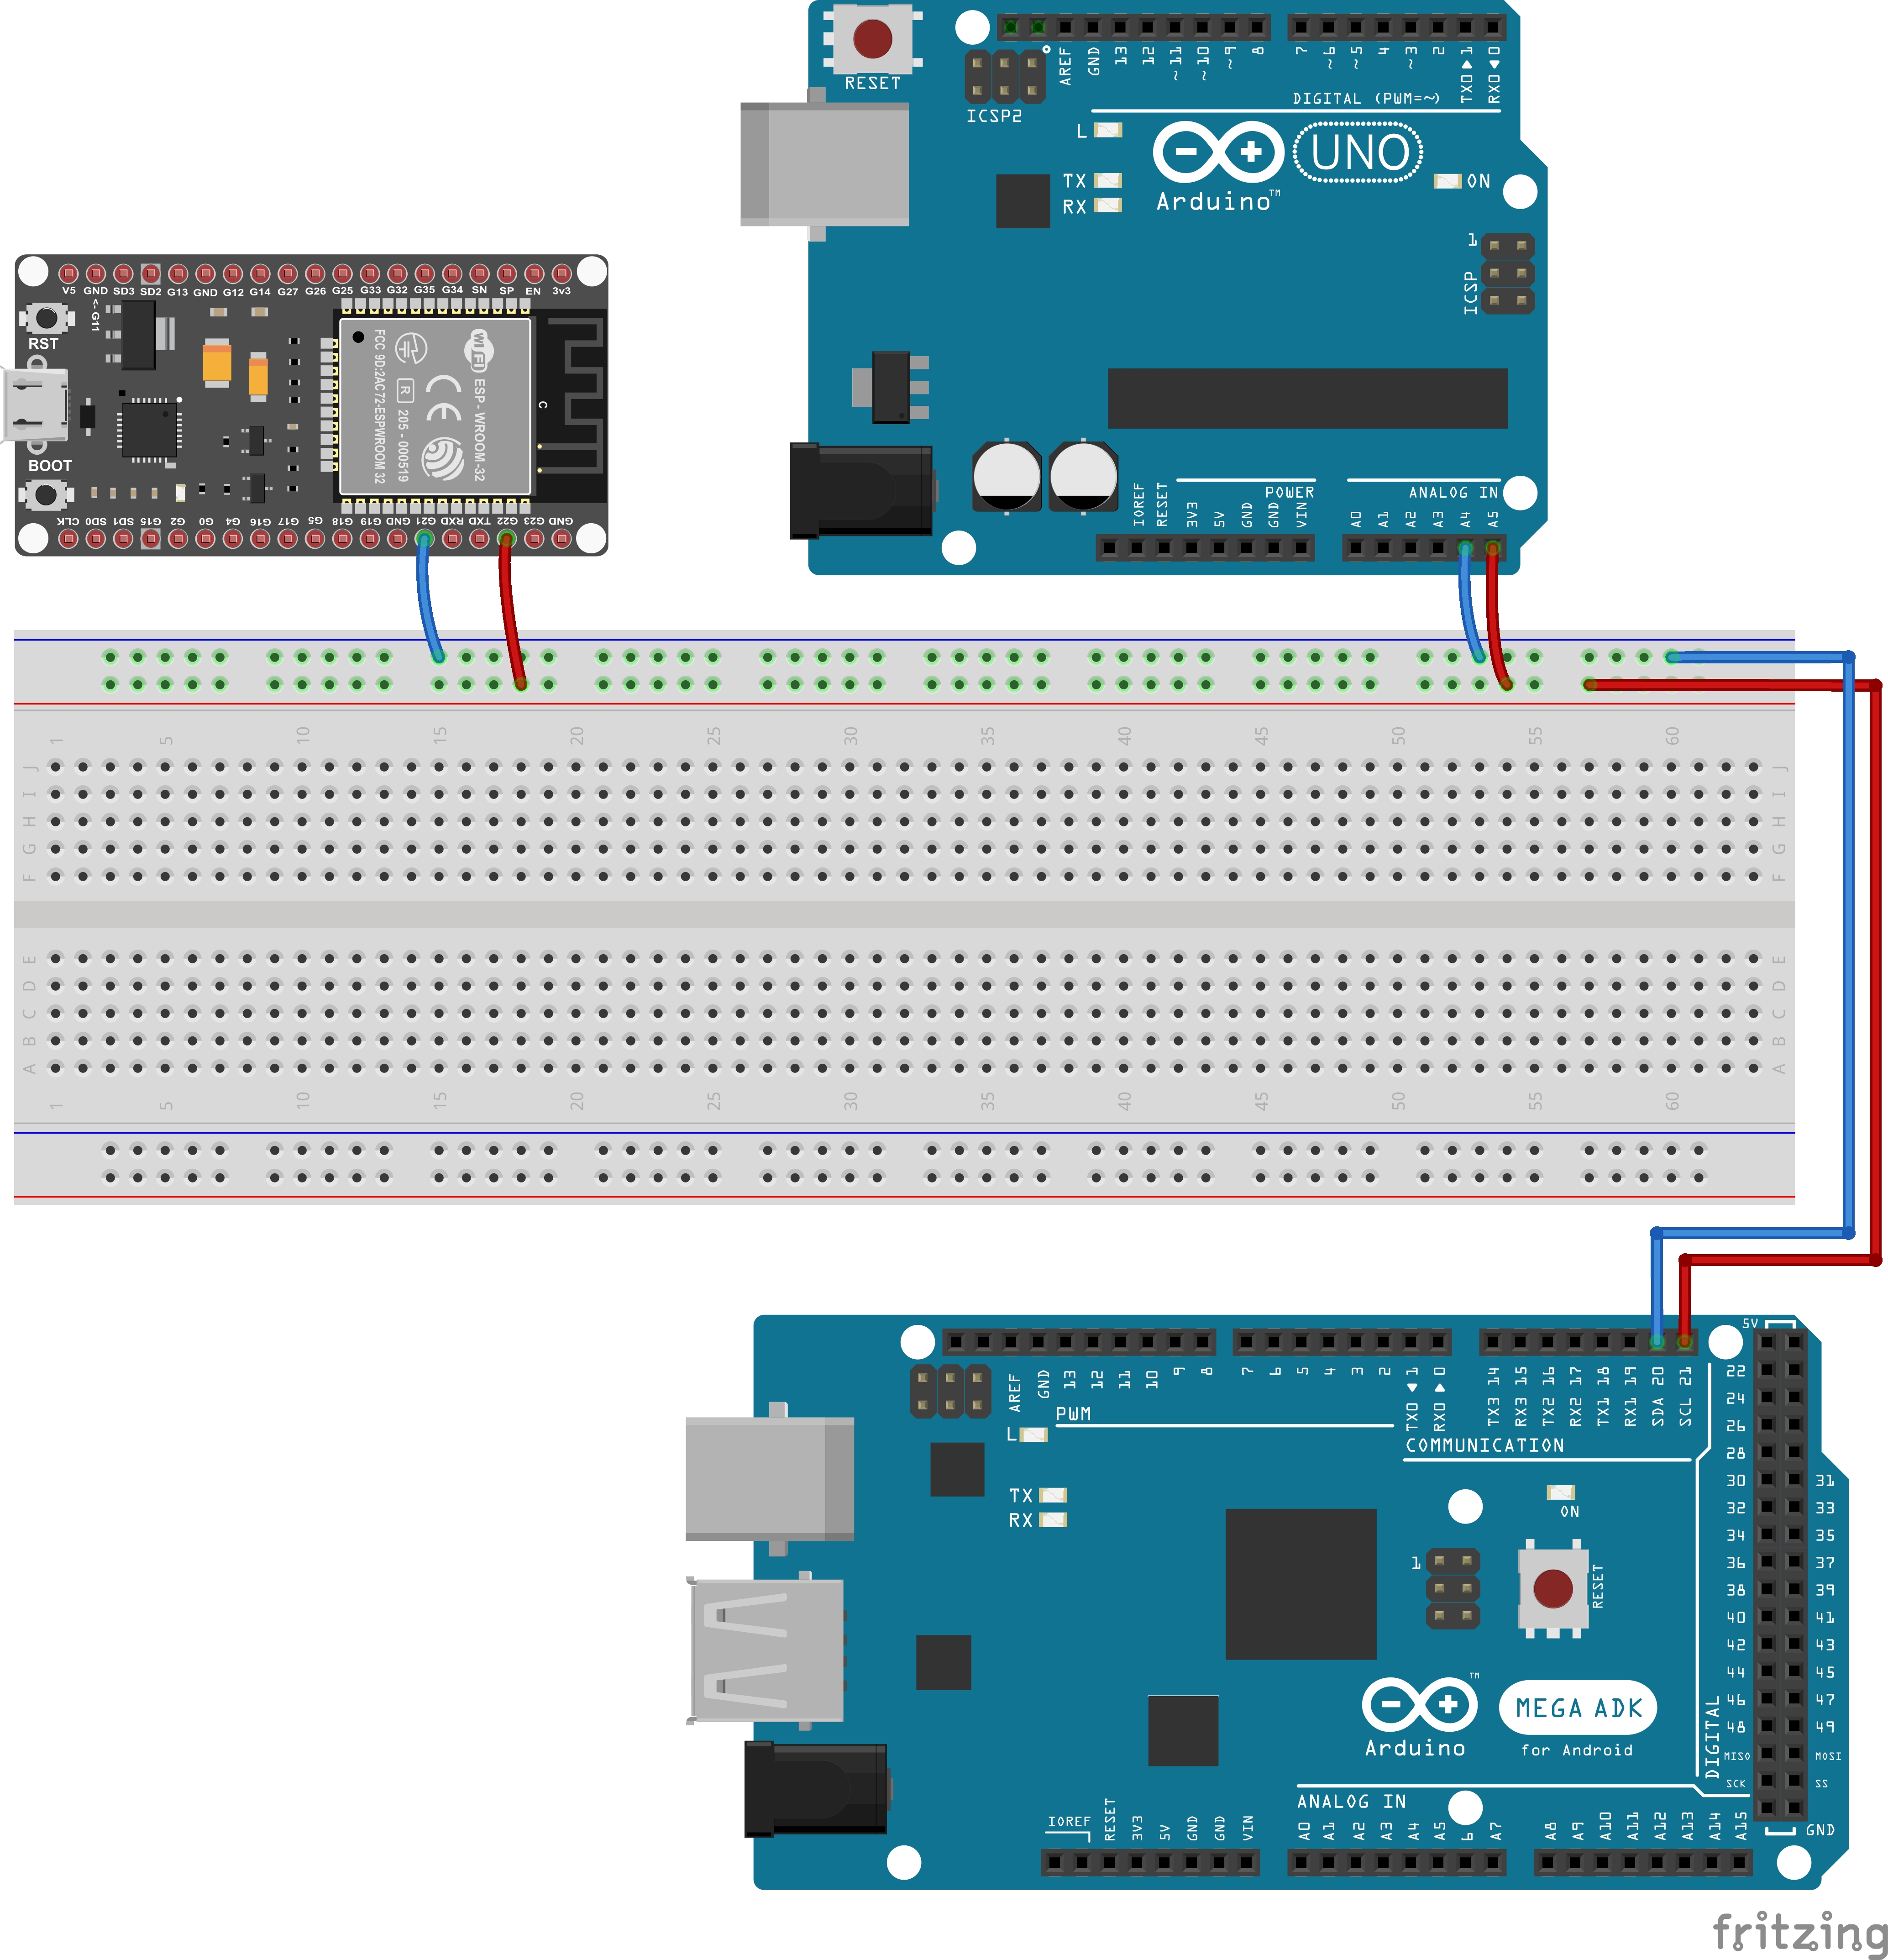 RESET
ICSP2
AREF
GND
13
12
~11
~10
~9
8
7
~6
~5
4
~3
2
TX0▶1
RX0◀0
DIGITAL (PWM=~)
L
TX
RX
UNO
Arduino™
ON
1
ICSP
IOREF
RESET
3V3
5V
GND
GND
VIN
POWER
ANALOG IN
A0
A1
A2
A3
A4
A5
V5 GND SD3 SD2 G13 GND G12 G14 G27 G26 G25 G33 G32 G35 G34 SN SP EN 3v3
<-G11
RST
BOOT
WiFi
ESP - WROOM -32
CE
R
205 - 000519
FCC 9D:2AC72-ESPWROOM 32
C
CLK SD0 SD1 G15 G2 G0 G4 G16 G17 G5 G18 G19 GND G21 RXD TXD G22 G23 GND
1 5 10 15 20 25 30 35 40 45 50 55 60
J J
I I
H H
G G
F F
E E
D D
C C
B B
A A
1 5 10 15 20 25 30 35 40 45 50 55 60
AREF
GND
13
12
11
10
9
8
7
6
5
4
3
2
TX0▶1
RX0◀0
TX3 14
RX3 15
TX2 16
RX2 17
TX1 18
RX1 19
SDA 20
SCL 21
5V
PWM
COMMUNICATION
L
TX
RX
ON
1
RESET
22
24
26
28
30 31
32 33
34 35
36 37
38 39
40 41
42 43
44 45
46 47
48 49
MISO MOSI
SCK SS
GND
DIGITAL
™
Arduino
MEGA ADK
for Android
ANALOG IN
IOREF
RESET
3V3
5V
GND
GND
VIN
A0
A1
A2
A3
A4
A5
6
A7
A8
A9
A10
A11
A12
A13
A14
A15
fritzing